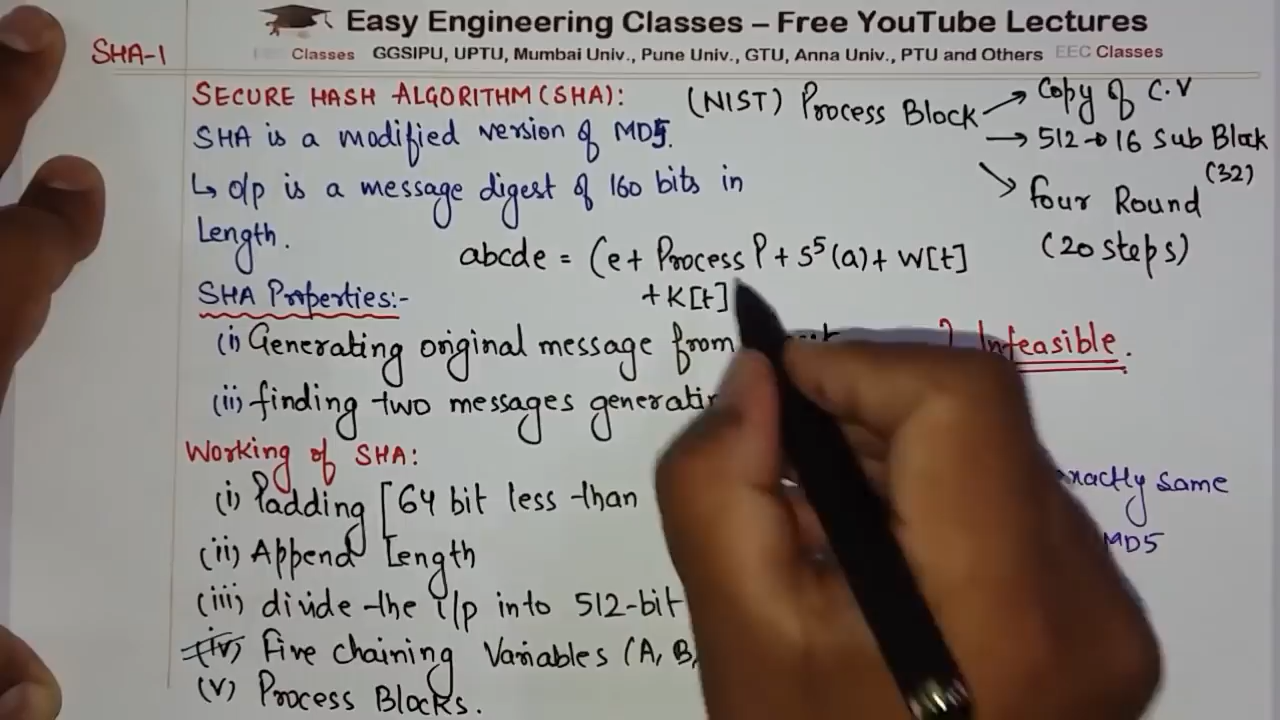 Easy Engineering Classes – Free YouTube Lectures
Classes GGSIPU, UPTU, Mumbai Univ., Pune Univ., GTU, Anna Univ., PTU and Others EEC Classes
SHA-1
SECURE HASH ALGORITHM (SHA): (NIST) Process Block → Copy of C.V
SHA is a modified version of MD5. → 512 → 16 Sub Block
(32)
↳ o/p is a message digest of 160 bits in → four Round
Length. (20 steps)
abcde = (e + Process P + S⁵(a) + W[t]
+ K[t]
SHA Properties:-
(i) Generating original message from Infeasible.
(ii) finding two messages
Working of SHA:
(i) Padding [64 bit less than same
(ii) Append Length MD5
(iii) divide the i/p into 512-bit
(iv) Five chaining Variables (A, B,
(v) Process Blocks.